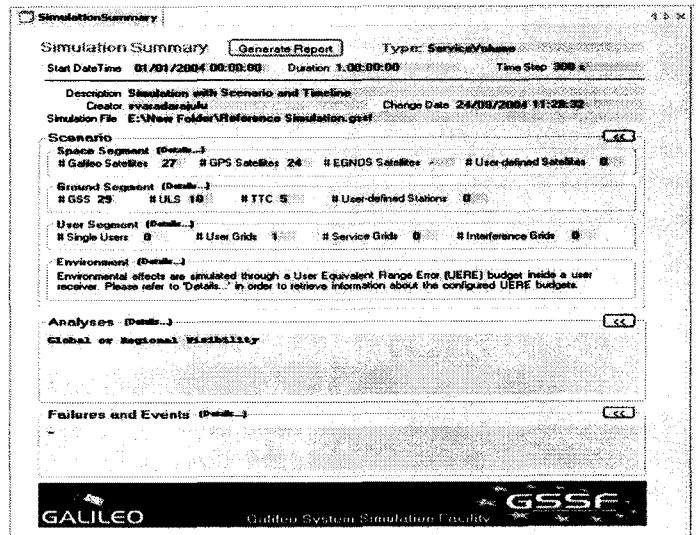 SimulationSummary
Simulation Summary Generate Report Type: ServiceVolume
Start DateTime 01/01/2004 00:00:00 Duration 1.00:00:00 Time Step 300 s
Description Simulation with Scenario and Timeline
Creator svaradarajulu Change Date 24/08/2004 11:28:32
Simulation File E:\New Folder\Reference Simulation.gssf
Scenario <<
Space Segment (Details...)
# Galileo Satellites 27 # GPS Satellites 24 # EGNOS Satellites # User-defined Satellites 0
Ground Segment (Details...)
# GSS 29 # ULS 10 # TTC 5 # User-defined Stations 0
User Segment (Details...)
# Single Users 0 # User Grids 1 # Service Grids 0 # Interference Grids 0
Environment (Details...)
Environmental effects are simulated through a User Equivalent Range Error (UERE) budget inside a user
receiver. Please refer to 'Details...' in order to retrieve information about the configured UERE budgets.
Analyses (Details...) <<
Global or Regional Visibility
Failures and Events (Details...) <<
-
GALILEO Galileo System Simulation Facility GSSF